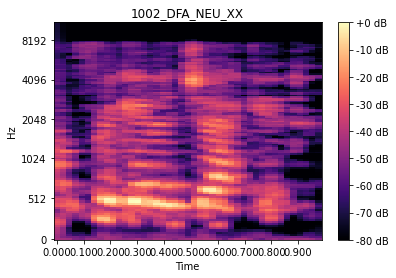 1002_DFA_NEU_XX
+0 dB
8192
-10 dB
4096
-20 dB
-30 dB
2048
Hz
-40 dB
1024
-50 dB
512
-60 dB
-70 dB
0
-80 dB
0.0000.1000.2000.3000.4000.5000.6000.7000.8000.900
Time